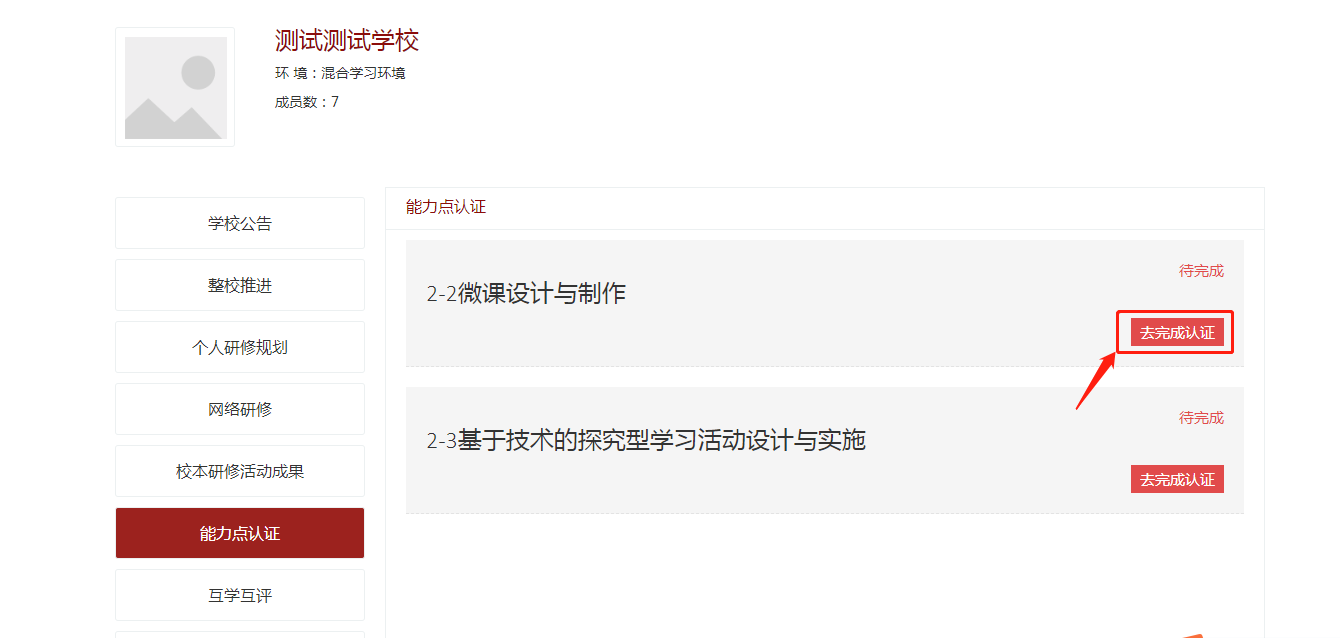 测试测试学校
环 境：混合学习环境
成员数：7
学校公告
整校推进
个人研修规划
网络研修
校本研修活动成果
能力点认证
互学互评
能力点认证
2-2微课设计与制作
待完成
去完成认证
2-3基于技术的探究型学习活动设计与实施
待完成
去完成认证